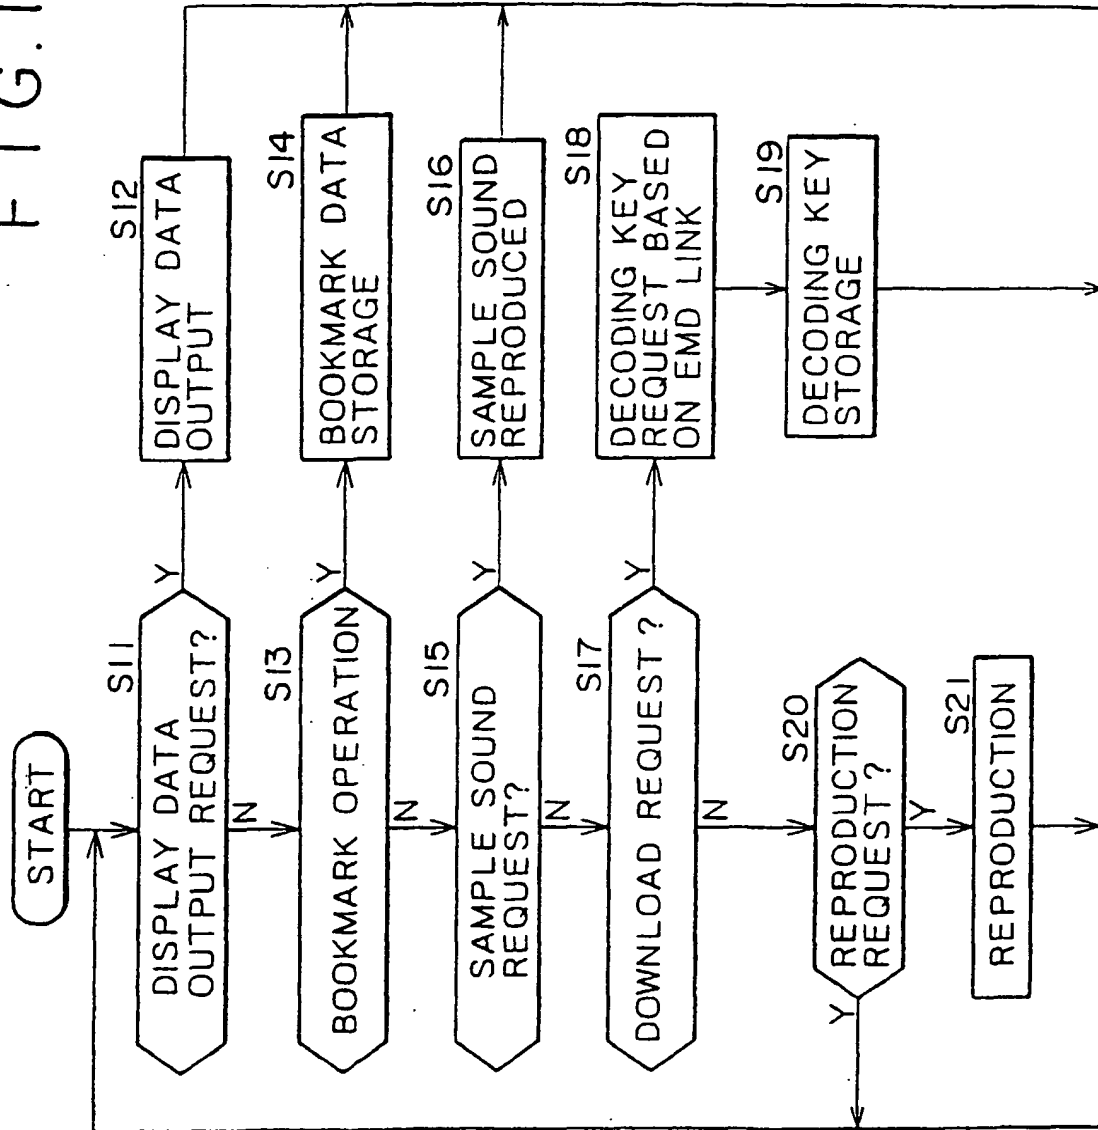 F I G. 1
START
S11
DISPLAY DATA
OUTPUT REQUEST?
Y
N
S12
DISPLAY DATA
OUTPUT
S13
BOOKMARK OPERATION
Y
N
S14
BOOKMARK DATA
STORAGE
S15
SAMPLE SOUND
REQUEST?
Y
N
S16
SAMPLE SOUND
REPRODUCED
S17
DOWNLOAD REQUEST?
Y
N
S18
DECODING KEY
REQUEST BASED
ON EMD LINK
S19
DECODING KEY
STORAGE
S20
REPRODUCTION
REQUEST?
Y
Y
S21
REPRODUCTION